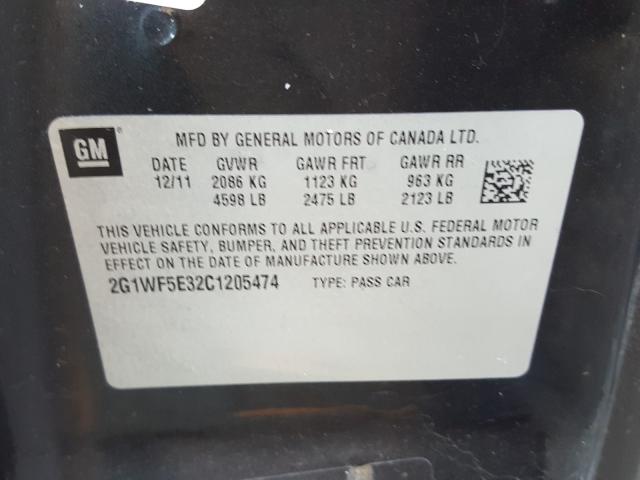 GM
MFD BY GENERAL MOTORS OF CANADA LTD.
DATE GVWR GAWR FRT GAWR RR
12/11 2086 KG 1123 KG 963 KG
4598 LB 2475 LB 2123 LB
THIS VEHICLE CONFORMS TO ALL APPLICABLE U.S. FEDERAL MOTOR
VEHICLE SAFETY, BUMPER, AND THEFT PREVENTION STANDARDS IN
EFFECT ON THE DATE OF MANUFACTURE SHOWN ABOVE.
2G1WF5E32C1205474 TYPE: PASS CAR